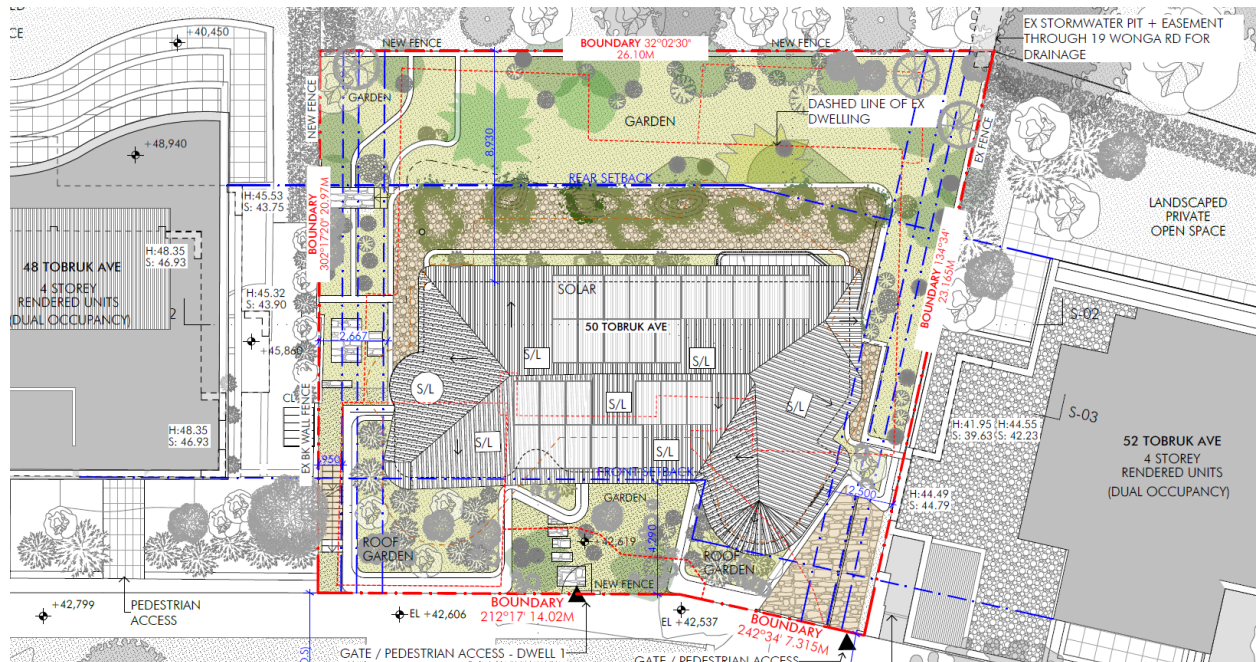 CE
+40,450
NEW FENCE
BOUNDARY 32°02'30"
26.10M
NEW FENCE
EX STORMWATER PIT + EASEMENT
THROUGH 19 WONGA RD FOR
DRAINAGE
NEW FENCE
GARDEN
GARDEN
DASHED LINE OF EX
DWELLING
EX FENCE
+48,940
8.930
REAR SETBACK
BOUNDARY
302°17'20" 20.97M
H:45.53
S: 43.75
LANDSCAPED
PRIVATE
OPEN SPACE
H:48.35
S: 46.93
48 TOBRUK AVE
4 STOREY
RENDERED UNITS
(DUAL OCCUPANCY)
2
H:45.32
S: 43.90
+45,860
BOUNDARY 134°34'
23.165M
SOLAR
50 TOBRUK AVE
S-02
2.667
S/L
S/L
S/L
S/L
S/L
S/L
S/L
CL
EX BK WALL FENCE
H:48.35
S: 46.93
S-03
H:41.95
S: 39.63
H:44.55
S: 42.23
52 TOBRUK AVE
4 STOREY
RENDERED UNITS
(DUAL OCCUPANCY)
.950
FRONT SETBACK
2.500
H:44.49
S: 44.79
GARDEN
ROOF
GARDEN
+42,619
4.290
ROOF
GARDEN
NEW FENCE
+42,799
PEDESTRIAN
ACCESS
EL +42,606
BOUNDARY
212°17' 14.02M
EL +42,537
BOUNDARY
242°34' 7.315M
GATE / PEDESTRIAN ACCESS - DWELL 1
GATE / PEDESTRIAN ACCESS